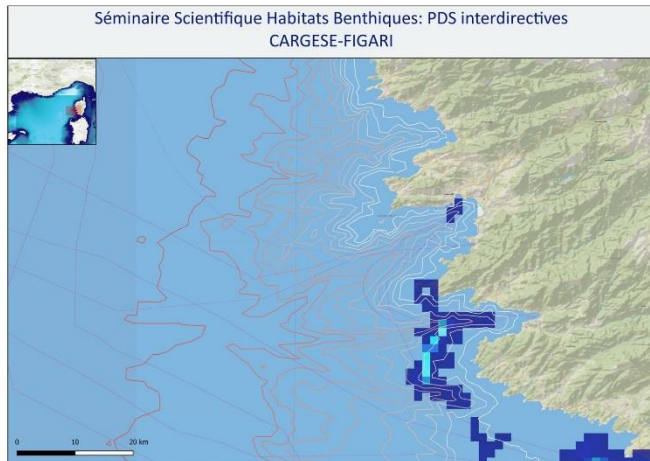 Séminaire Scientifique Habitats Benthiques: PDS interdirectives
CARGESE-FIGARI
0 10 20 km